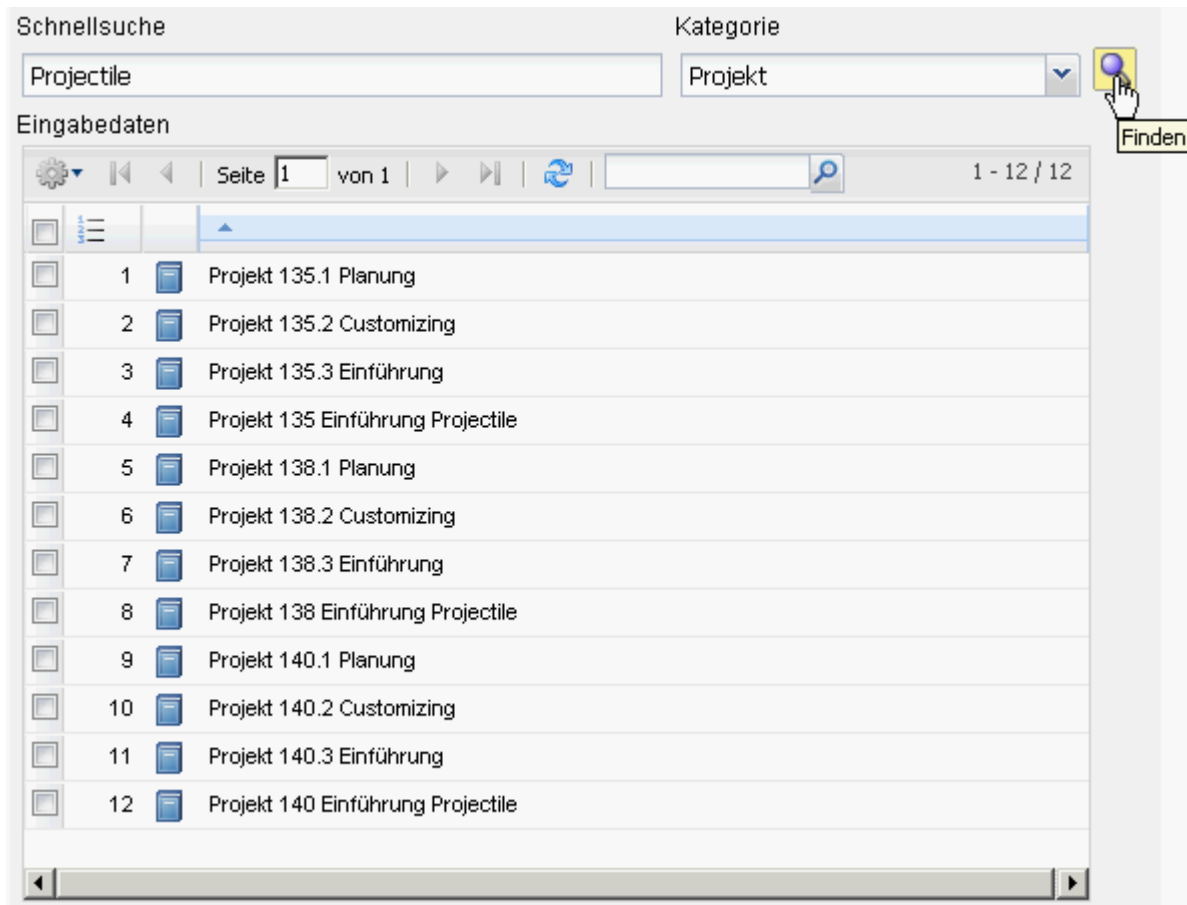 Schnellsuche Kategorie
Projectile Projekt
Finden
Eingabedaten
Seite 1 von 1 1 - 12 / 12
1 Projekt 135.1 Planung
2 Projekt 135.2 Customizing
3 Projekt 135.3 Einführung
4 Projekt 135 Einführung Projectile
5 Projekt 138.1 Planung
6 Projekt 138.2 Customizing
7 Projekt 138.3 Einführung
8 Projekt 138 Einführung Projectile
9 Projekt 140.1 Planung
10 Projekt 140.2 Customizing
11 Projekt 140.3 Einführung
12 Projekt 140 Einführung Projectile